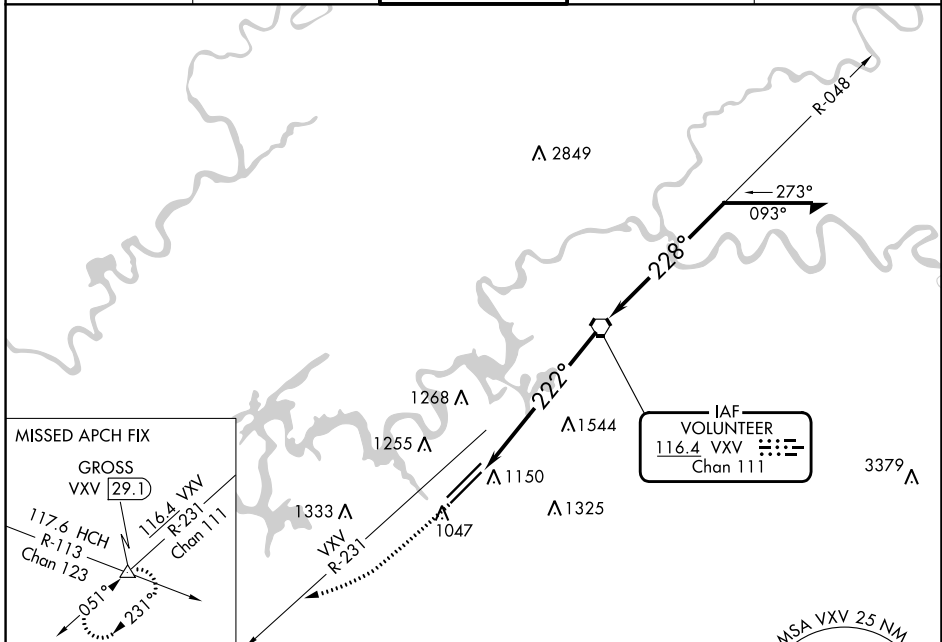 2849
R-048
273°
093°
228°
222°
1268
1255
1544
1150
1333
1325
1047
3379
VXV
R-231
IAF
VOLUNTEER
116.4 VXV
Chan 111
MISSED APCH FIX
GROSS
VXV 29.1
117.6 HCH
R-113
Chan 123
116.4 VXV
R-231
Chan 111
051°
231°
MSA VXV 25 NM